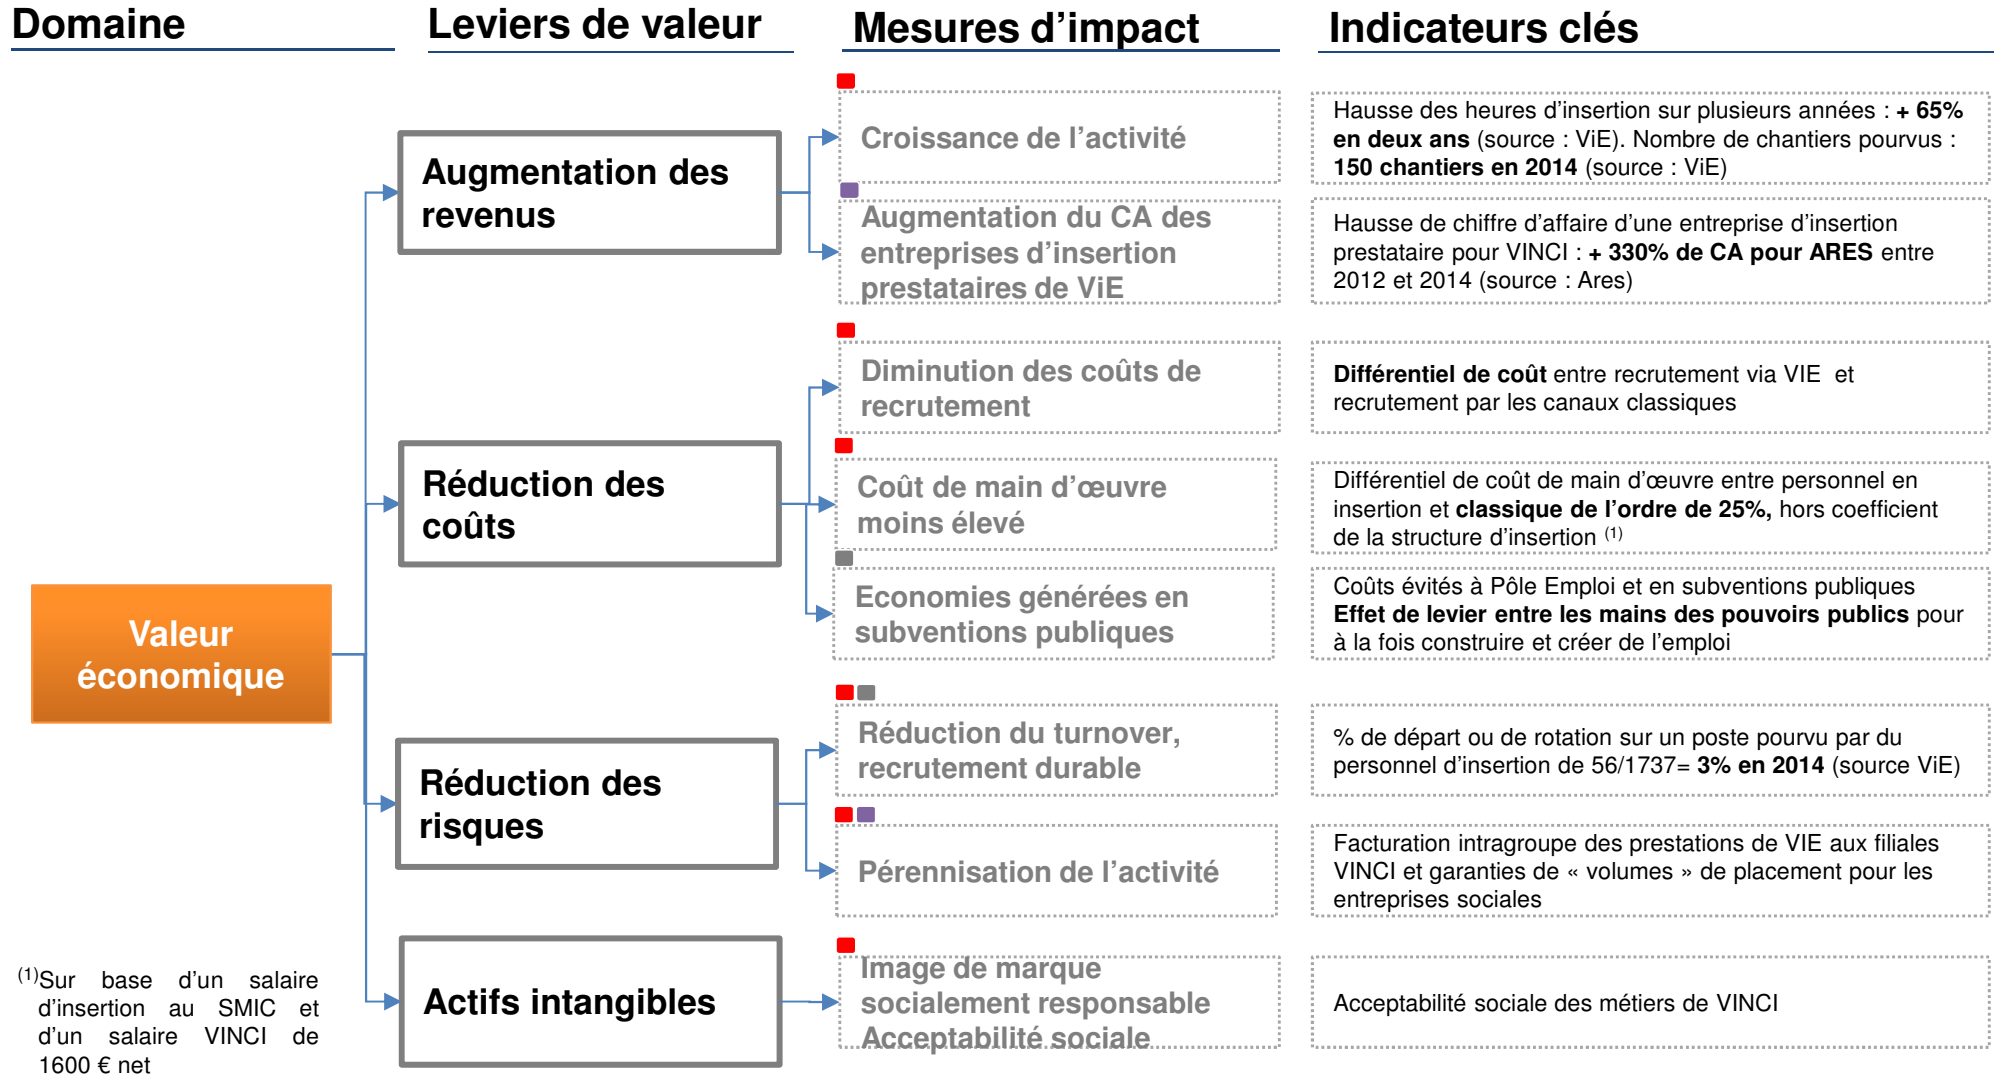 Domaine
Leviers de valeur
Mesures d’impact
Indicateurs clés
Valeur
économique
Augmentation des
revenus
Croissance de l’activité
Hausse des heures d’insertion sur plusieurs années : + 65%
en deux ans (source : ViE). Nombre de chantiers pourvus :
150 chantiers en 2014 (source : ViE)
Augmentation du CA des
entreprises d’insertion
prestataires de ViE
Hausse de chiffre d’affaire d’une entreprise d’insertion
prestataire pour VINCI : + 330% de CA pour ARES entre
2012 et 2014 (source : Ares)
Réduction des
coûts
Diminution des coûts de
recrutement
Différentiel de coût entre recrutement via VIE et
recrutement par les canaux classiques
Coût de main d’œuvre
moins élevé
Différentiel de coût de main d’œuvre entre personnel en
insertion et classique de l’ordre de 25%, hors coefficient
de la structure d’insertion (1)
Economies générées en
subventions publiques
Coûts évités à Pôle Emploi et en subventions publiques
Effet de levier entre les mains des pouvoirs publics pour
à la fois construire et créer de l’emploi
Réduction des
risques
Réduction du turnover,
recrutement durable
% de départ ou de rotation sur un poste pourvu par du
personnel d’insertion de 56/1737= 3% en 2014 (source ViE)
Pérennisation de l’activité
Facturation intragroupe des prestations de VIE aux filiales
VINCI et garanties de « volumes » de placement pour les
entreprises sociales
Actifs intangibles
Image de marque
socialement responsable
Acceptabilité sociale
Acceptabilité sociale des métiers de VINCI
(1)Sur base d’un salaire
d’insertion au SMIC et
d’un salaire VINCI de
1600 € net